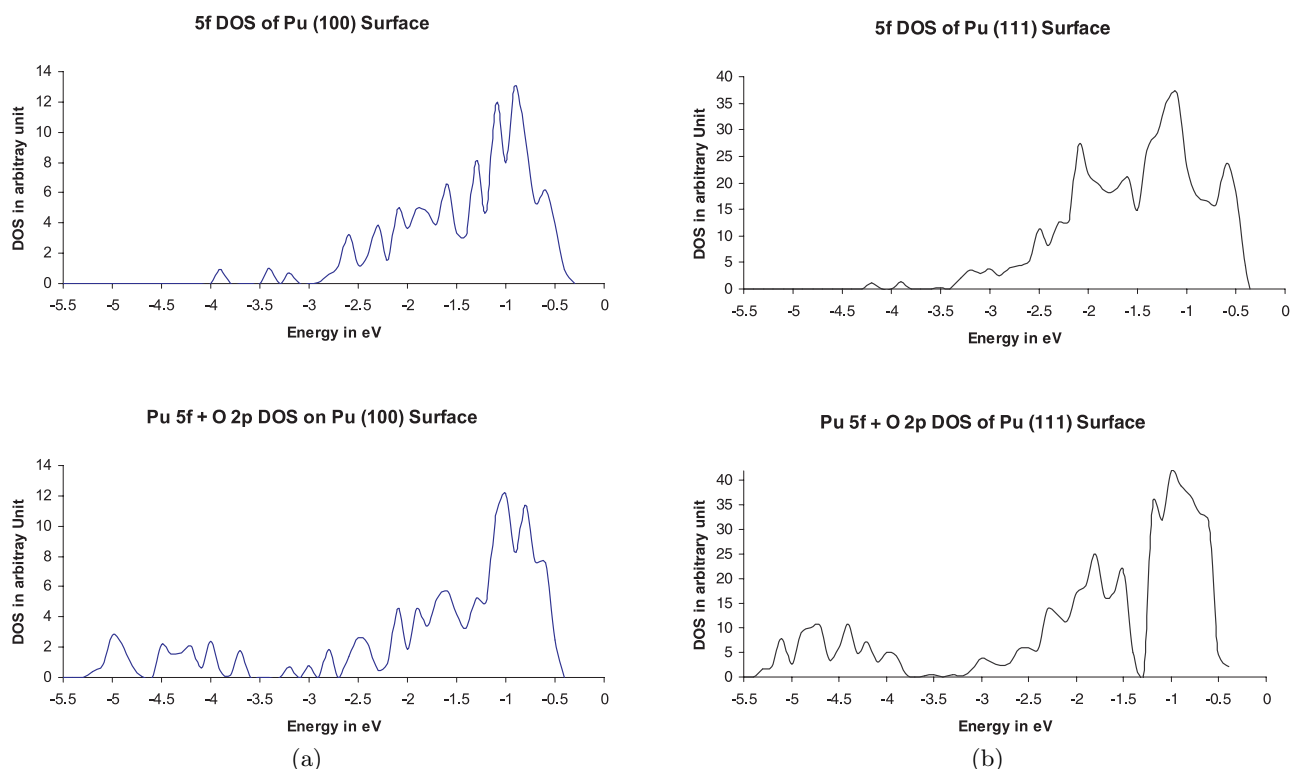 5f DOS of Pu (100) Surface
DOS in arbitray Unit
14
12
10
8
6
4
2
0
-5.5 -5 -4.5 -4 -3.5 -3 -2.5 -2 -1.5 -1 -0.5 0
Energy in eV
5f DOS of Pu (111) Surface
DOS in arbitrary Unit
40
35
30
25
20
15
10
5
0
-5.5 -5 -4.5 -4 -3.5 -3 -2.5 -2 -1.5 -1 -0.5 0
Energy in eV
Pu 5f + O 2p DOS on Pu (100) Surface
DOS in arbitray Unit
14
12
10
8
6
4
2
0
-5.5 -5 -4.5 -4 -3.5 -3 -2.5 -2 -1.5 -1 -0.5 0
Energy in eV
(a)
Pu 5f + O 2p DOS of Pu (111) Surface
DOS in arbitrary Unit
40
35
30
25
20
15
10
5
0
-5.5 -5 -4.5 -4 -3.5 -3 -2.5 -2 -1.5 -1 -0.5 0
Energy in eV
(b)